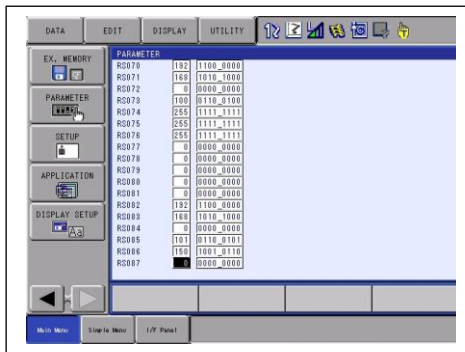 DATA EDIT DISPLAY UTILITY
EX. MEMORY
PARAMETER
SETUP
APPLICATION
DISPLAY SETUP
PARAMETER
RS070 192 1100_0000
RS071 168 1010_1000
RS072 0 0000_0000
RS073 100 0110_0100
RS074 255 1111_1111
RS075 255 1111_1111
RS076 255 1111_1111
RS077 0 0000_0000
RS078 0 0000_0000
RS079 0 0000_0000
RS080 0 0000_0000
RS081 0 0000_0000
RS082 192 1100_0000
RS083 168 1010_1000
RS084 0 0000_0000
RS085 101 0110_0101
RS086 150 1001_0110
RS087 0 0000_0000
Main Menu Simple Menu I/F Panel